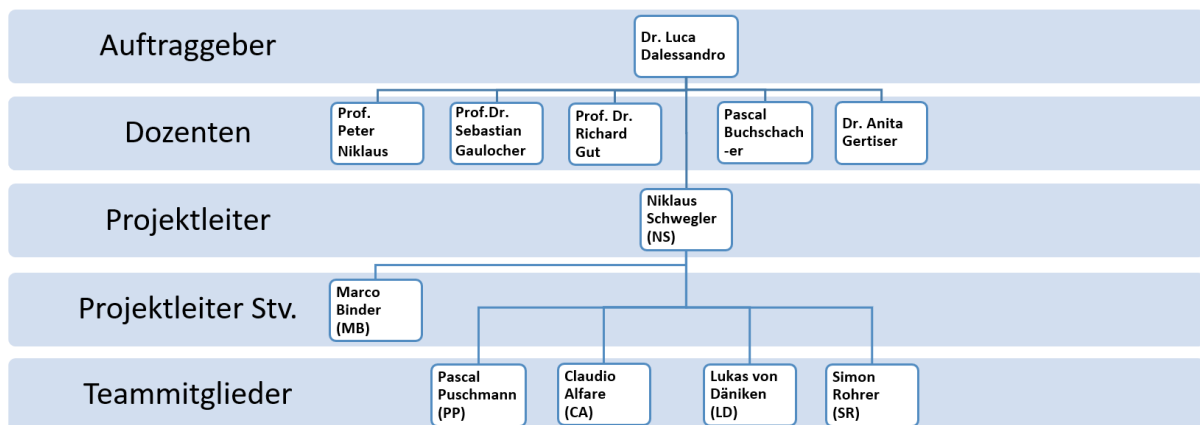 Auftraggeber
Dr. Luca
Dalessandro
Dozenten
Prof.
Peter
Niklaus
Prof.Dr.
Sebastian
Gaulocher
Prof. Dr.
Richard
Gut
Pascal
Buchschach
-er
Dr. Anita
Gertiser
Projektleiter
Niklaus
Schwegler
(NS)
Projektleiter Stv.
Marco
Binder
(MB)
Teammitglieder
Pascal
Puschmann
(PP)
Claudio
Alfare
(CA)
Lukas von
Däniken
(LD)
Simon
Rohrer
(SR)